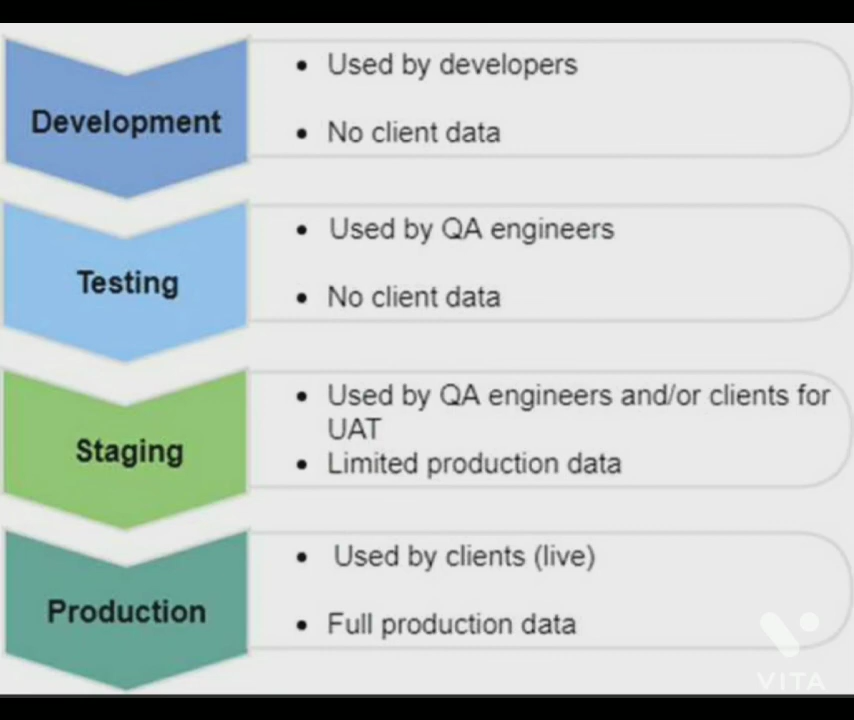 Development
• Used by developers
• No client data
Testing
• Used by QA engineers
• No client data
Staging
• Used by QA engineers and/or clients for
UAT
• Limited production data
Production
• Used by clients (live)
• Full production data
VITA